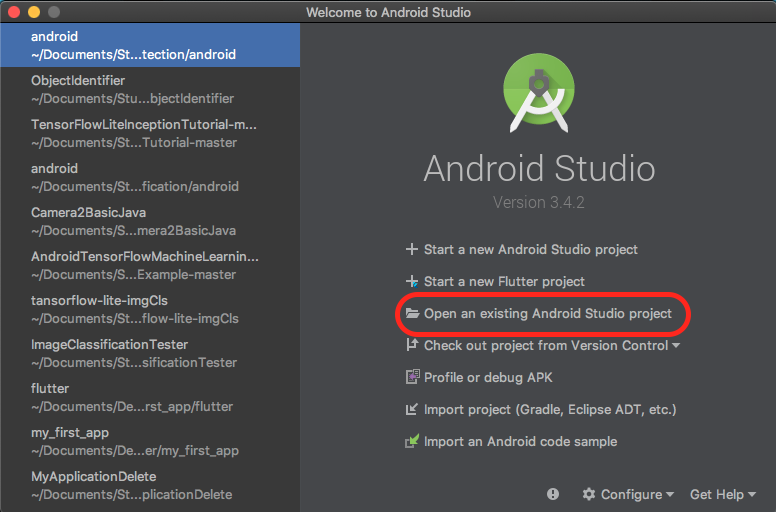 Welcome to Android Studio
android
~/Documents/St...tection/android
ObjectIdentifier
~/Documents/Stu...bjectIdentifier
TensorFlowLiteInceptionTutorial-m...
~/Documents/St...Tutorial-master
android
~/Documents/St...fication/android
Camera2BasicJava
~/Documents/S...mera2BasicJava
AndroidTensorFlowMachineLearnin...
~/Documents/S...Example-master
tansorflow-lite-imgCls
~/Documents/St...flow-lite-imgCls
ImageClassificationTester
~/Documents/St...sificationTester
flutter
~/Documents/De...rst_app/flutter
my_first_app
~/Documents/De...er/my_first_app
MyApplicationDelete
~/Documents/St...plicationDelete
Android Studio
Version 3.4.2
Start a new Android Studio project
Start a new Flutter project
Open an existing Android Studio project
Check out project from Version Control
Profile or debug APK
Import project (Gradle, Eclipse ADT, etc.)
Import an Android code sample
Configure Get Help